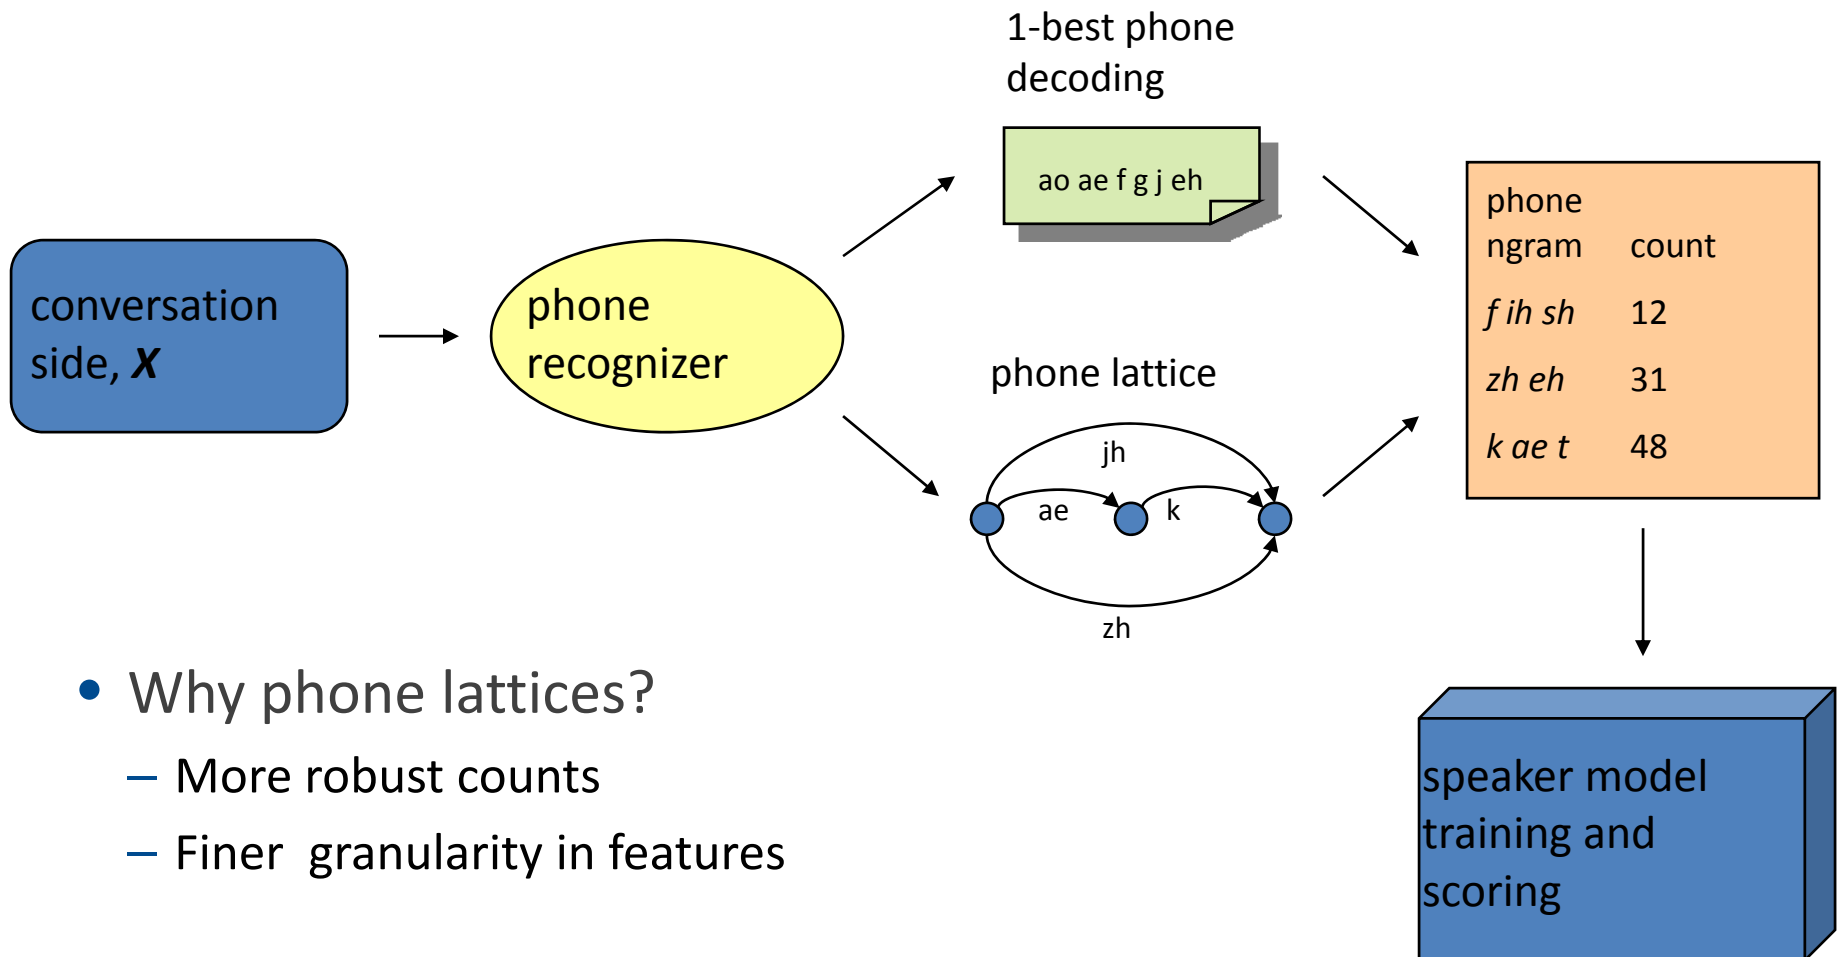 1-best phone
decoding
ao ae f g j eh
conversation
side, X
phone
recognizer
phone lattice
jh
ae
k
zh
phone
ngram count
f ih sh 12
zh eh 31
k ae t 48
speaker model
training and
scoring
• Why phone lattices?
– More robust counts
– Finer granularity in features